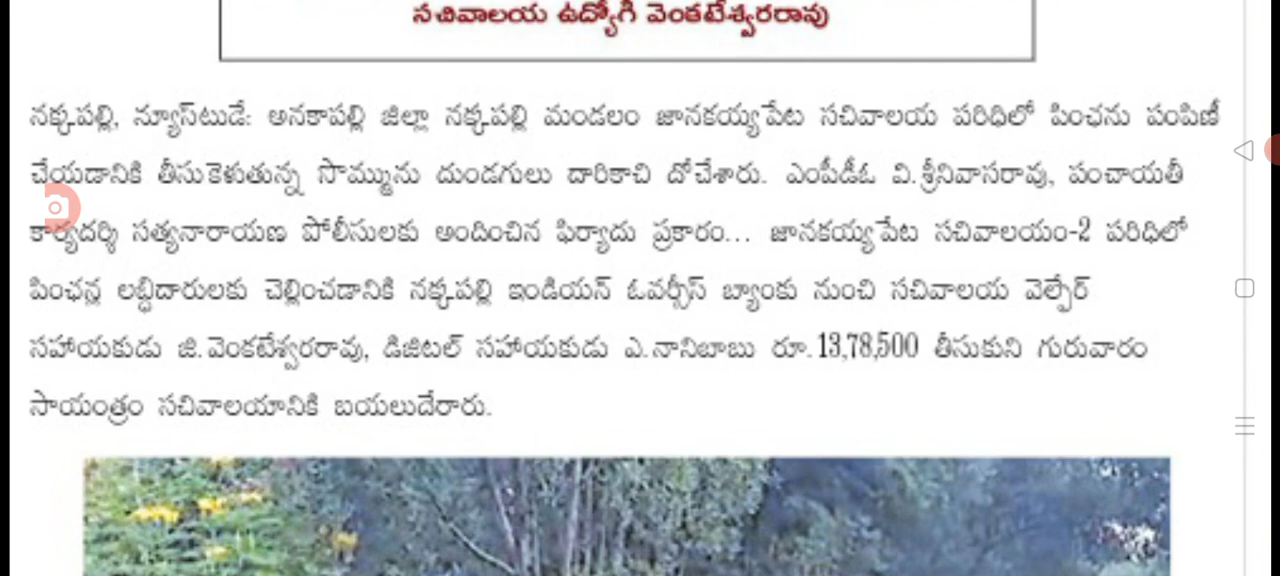 సచివాలయ ఉద్యోగి వెంకటేశ్వరరావు
నక్కపల్లి, న్యూస్‌టుడే: అనకాపల్లి జిల్లా నక్కపల్లి మండలం జానకయ్యపేట సచివాలయ పరిధిలో పింఛను పంపిణీ
చేయడానికి తీసుకెళుతున్న సొమ్మును దుండగులు దారికాచి దోచేశారు. ఎంపీడీఓ వి.శ్రీనివాసరావు, పంచాయతీ
కార్యదర్శి సత్యనారాయణ పోలీసులకు అందించిన ఫిర్యాదు ప్రకారం... జానకయ్యపేట సచివాలయం-2 పరిధిలో
పింఛన్ల లబ్ధిదారులకు చెల్లించడానికి నక్కపల్లి ఇండియన్ ఓవర్సీస్ బ్యాంకు నుంచి సచివాలయ వెల్ఫేర్
సహాయకుడు జి.వెంకటేశ్వరరావు, డిజిటల్ సహాయకుడు ఎ.నానిబాబు రూ.13,78,500 తీసుకుని గురువారం
సాయంత్రం సచివాలయానికి బయలుదేరారు.